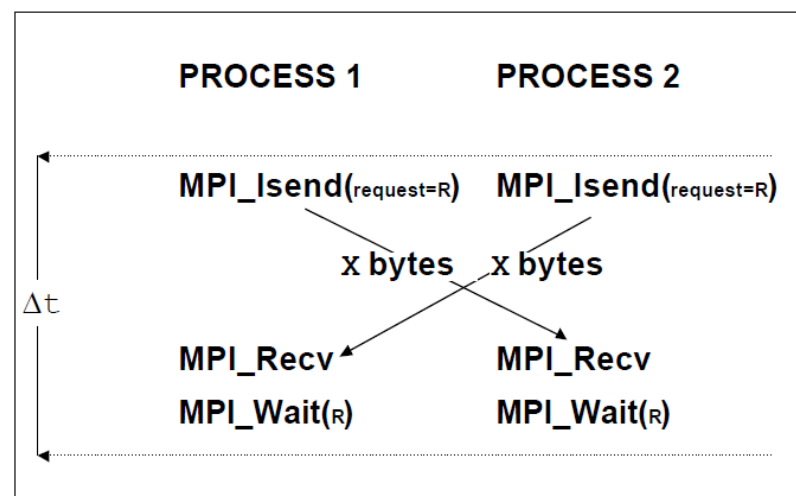 PROCESS 1 PROCESS 2
MPI_Isend(request=R) MPI_Isend(request=R)
X bytes X bytes
Δt
MPI_Recv MPI_Recv
MPI_Wait(R) MPI_Wait(R)